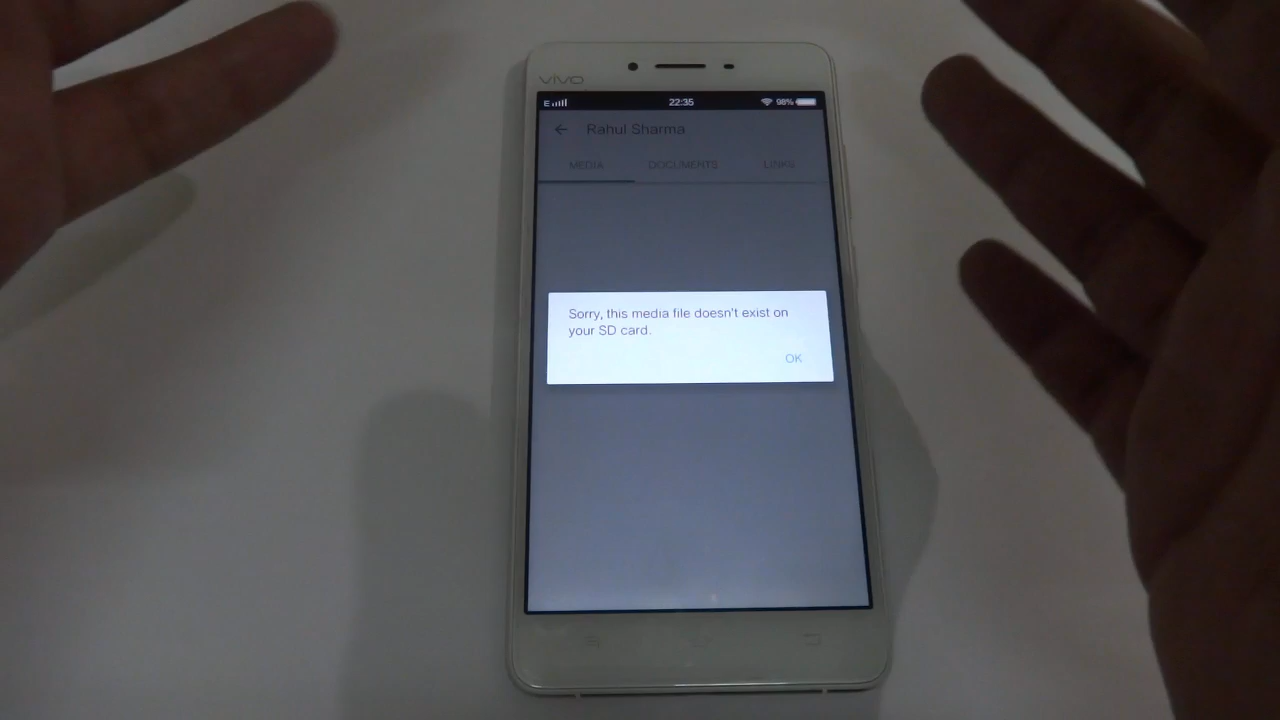 vivo
E 22:35 98%
Rahul Sharma
MEDIA DOCUMENTS LINKS
Sorry, this media file doesn't exist on
your SD card.
OK